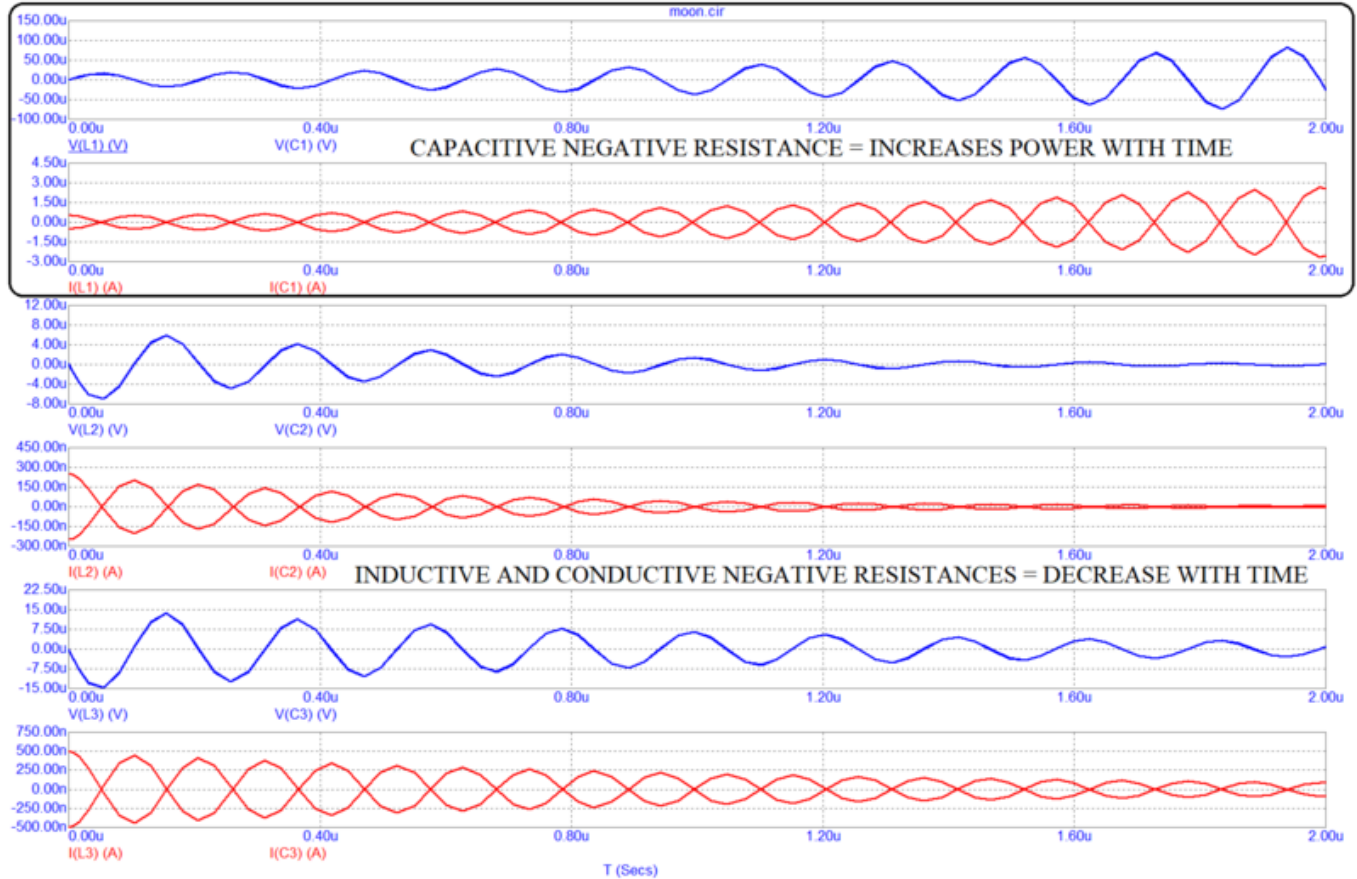 moon.cir
150.00u
100.00u
50.00u
0.00u
-50.00u
-100.00u
0.00u 0.40u 0.80u 1.20u 1.60u 2.00u
V(L1) (V) V(C1) (V)
CAPACITIVE NEGATIVE RESISTANCE = INCREASES POWER WITH TIME
4.50u
3.00u
1.50u
0.00u
-1.50u
-3.00u
0.00u 0.40u 0.80u 1.20u 1.60u 2.00u
I(L1) (A) I(C1) (A)
12.00u
8.00u
4.00u
0.00u
-4.00u
-8.00u
0.00u 0.40u 0.80u 1.20u 1.60u 2.00u
V(L2) (V) V(C2) (V)
450.00n
300.00n
150.00n
0.00n
-150.00n
-300.00n
0.00u 0.40u 0.80u 1.20u 1.60u 2.00u
I(L2) (A) I(C2) (A)
INDUCTIVE AND CONDUCTIVE NEGATIVE RESISTANCES = DECREASE WITH TIME
22.50u
15.00u
7.50u
0.00u
-7.50u
-15.00u
0.00u 0.40u 0.80u 1.20u 1.60u 2.00u
V(L3) (V) V(C3) (V)
750.00n
500.00n
250.00n
0.00n
-250.00n
-500.00n
0.00u 0.40u 0.80u 1.20u 1.60u 2.00u
I(L3) (A) I(C3) (A)
T (Secs)